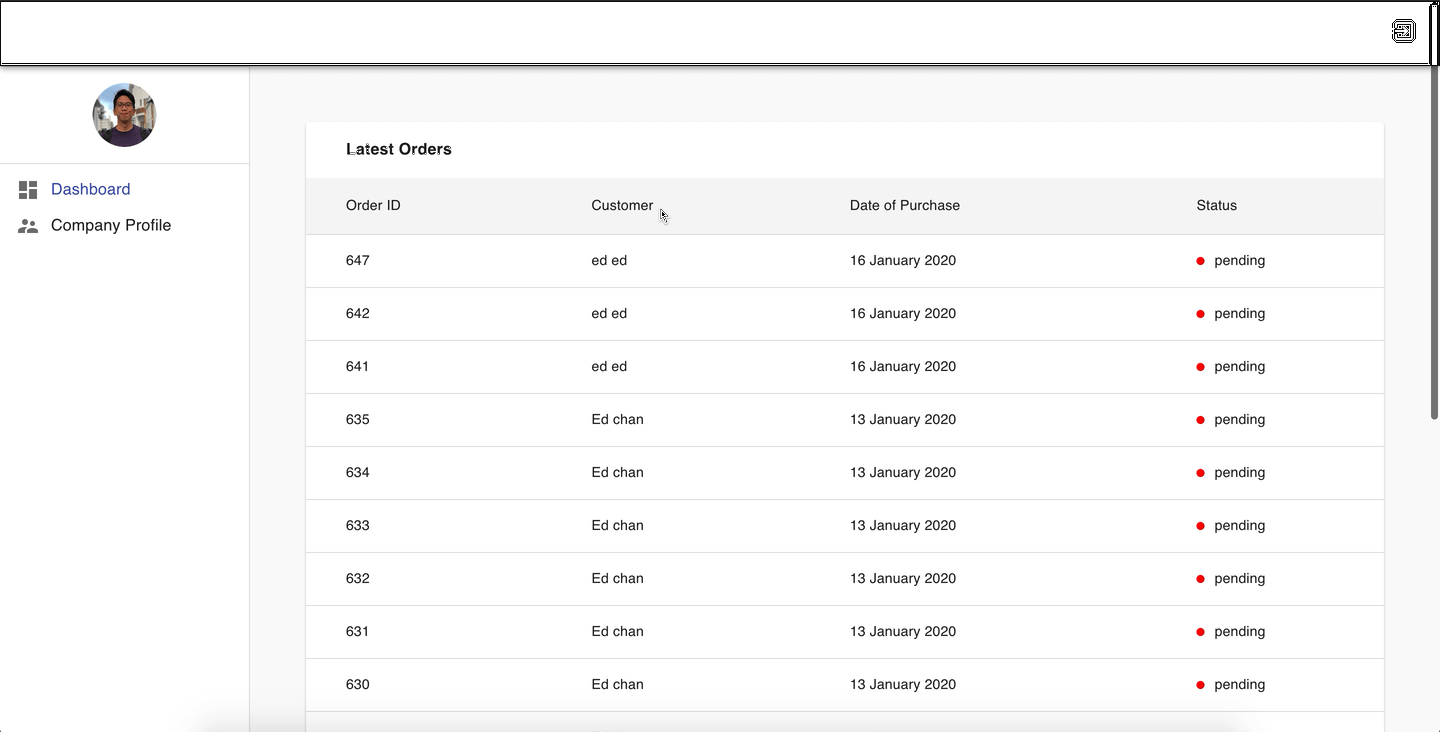 Dashboard
Company Profile
Latest Orders
Order ID Customer Date of Purchase Status
647 ed ed 16 January 2020 pending
642 ed ed 16 January 2020 pending
641 ed ed 16 January 2020 pending
635 Ed chan 13 January 2020 pending
634 Ed chan 13 January 2020 pending
633 Ed chan 13 January 2020 pending
632 Ed chan 13 January 2020 pending
631 Ed chan 13 January 2020 pending
630 Ed chan 13 January 2020 pending